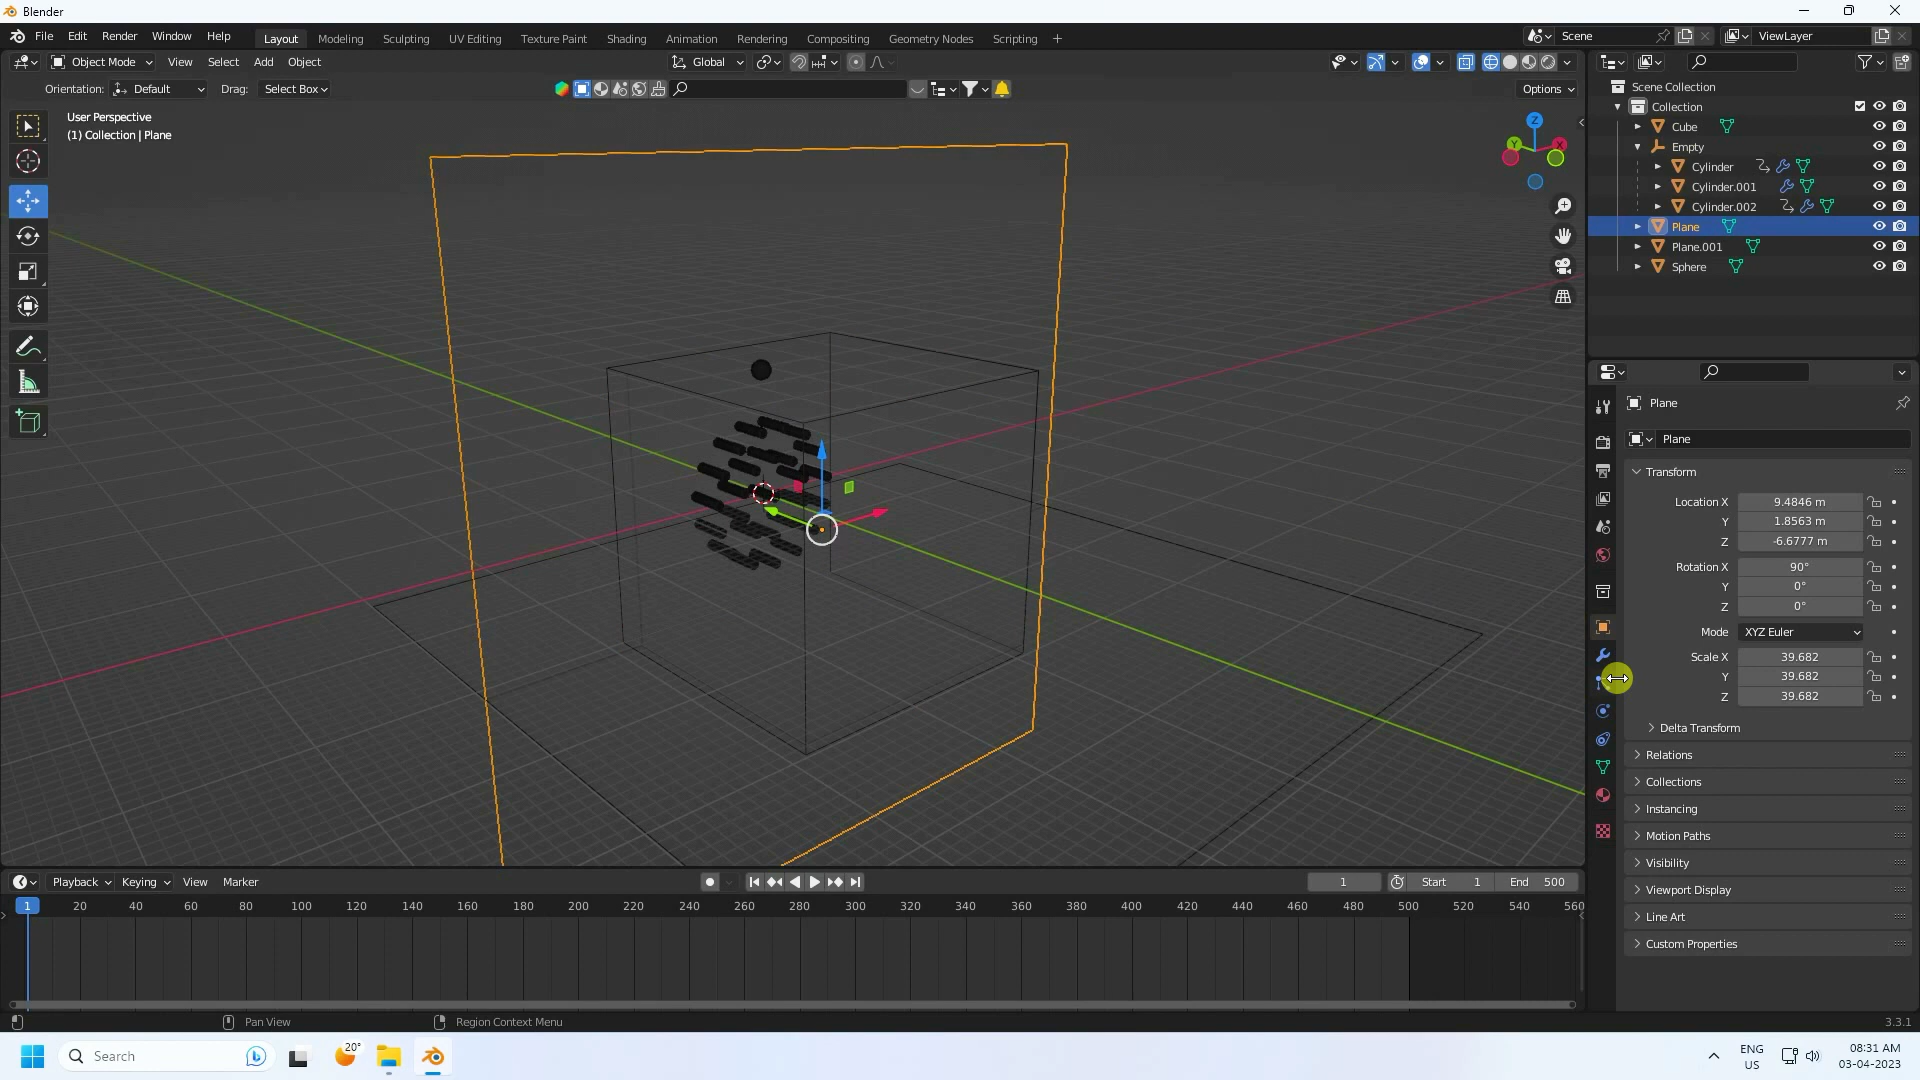 Blender
File Edit Render Window Help Layout Modeling Sculpting UV Editing Texture Paint Shading Animation Rendering Compositing Geometry Nodes Scripting + Scene ViewLayer
Object Mode View Select Add Object Global
Orientation: Default Drag: Select Box Options
User Perspective
(1) Collection | Plane
Z
Y X
Scene Collection
Collection
Cube
Empty
Cylinder
Cylinder.001
Cylinder.002
Plane
Plane.001
Sphere
Plane
Plane
Transform
Location X 9.4846 m
Y 1.8563 m
Z -6.6777 m
Rotation X 90°
Y 0°
Z 0°
Mode XYZ Euler
Scale X 39.682
Y 39.682
Z 39.682
Delta Transform
Relations
Collections
Instancing
Motion Paths
Visibility
Viewport Display
Line Art
Custom Properties
Playback Keying View Marker 1 Start 1 End 500
1 20 40 60 80 100 120 140 160 180 200 220 240 260 280 300 320 340 360 380 400 420 440 460 480 500 520 540 560
Pan View Region Context Menu 3.3.1
Search 20° ENG US 08:31 AM
03-04-2023